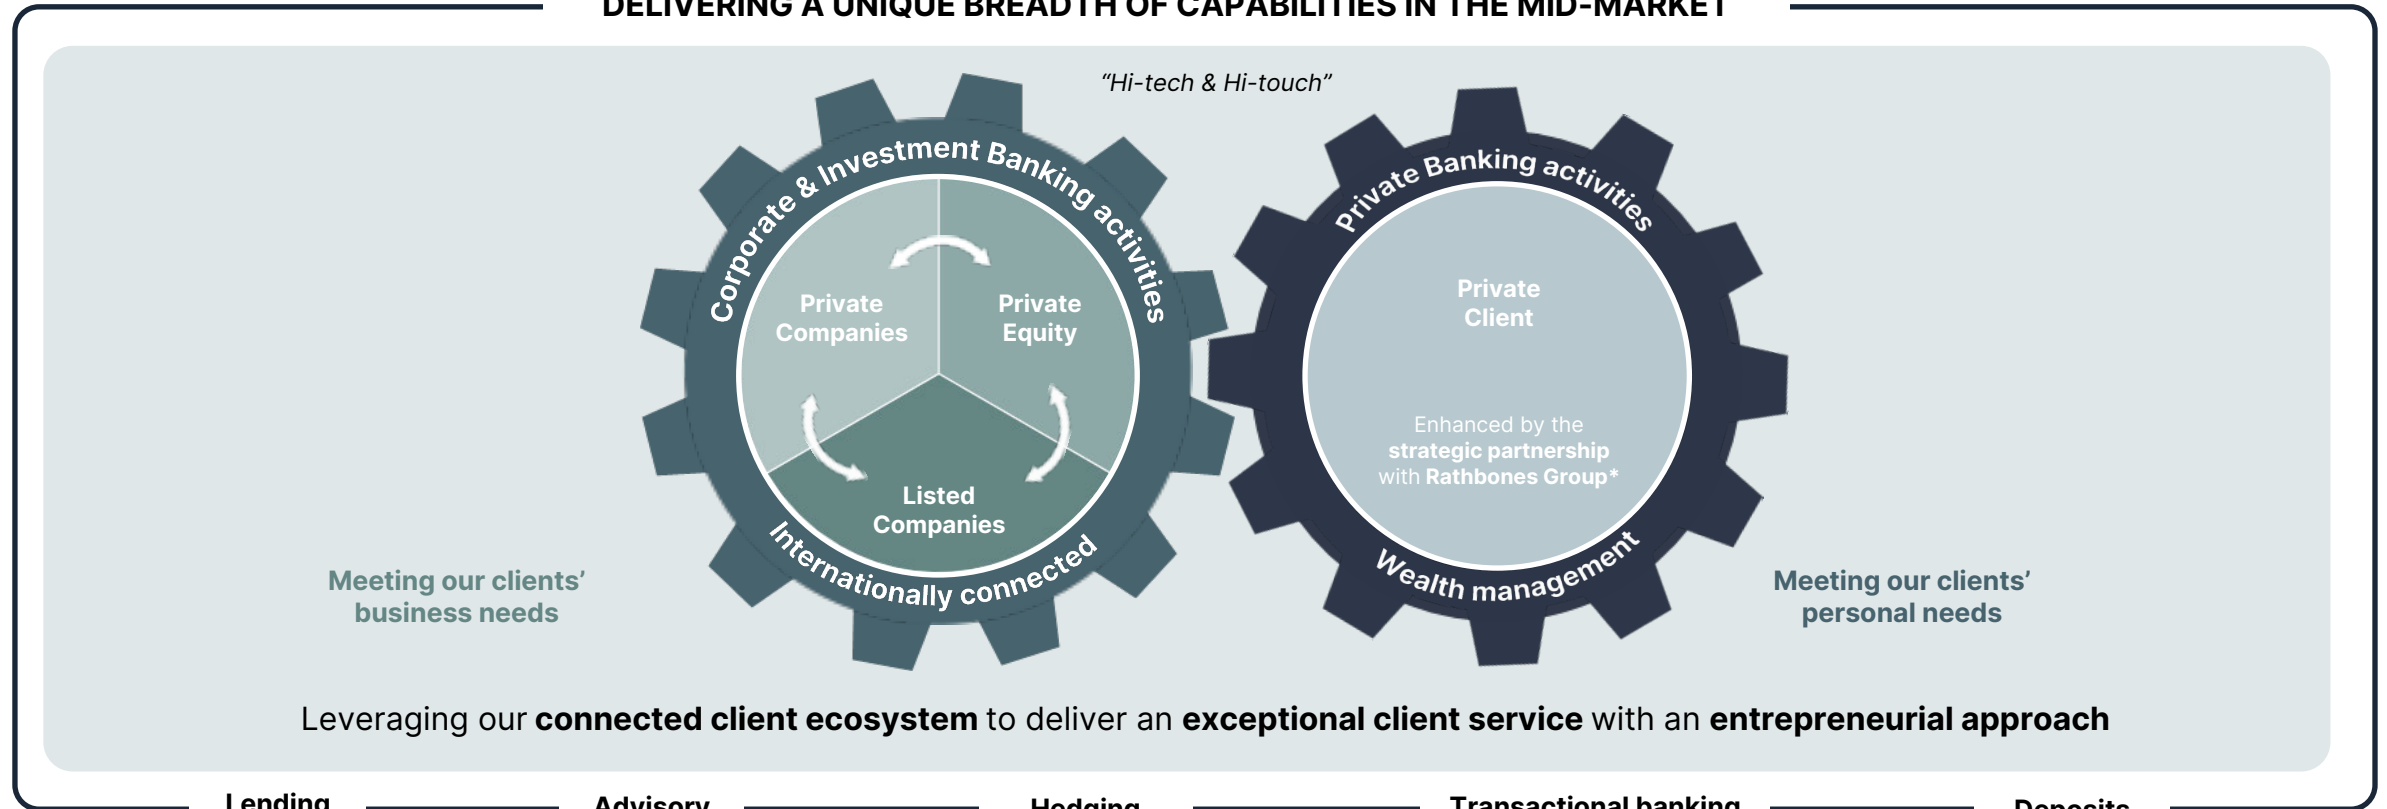 DELIVERING A UNIQUE BREADTH OF CAPABILITIES IN THE MID-MARKET
“Hi-tech & Hi-touch”
Corporate & Investment Banking activities
Private
Companies
Private
Equity
Listed
Companies
Internationally connected
Private Banking activities
Private
Client
Enhanced by the
strategic partnership
with Rathbones Group*
Wealth management
Meeting our clients’
business needs
Meeting our clients’
personal needs
Leveraging our connected client ecosystem to deliver an exceptional client service with an entrepreneurial approach
Lending
Advisory
Hedging
Transactional banking
Deposits